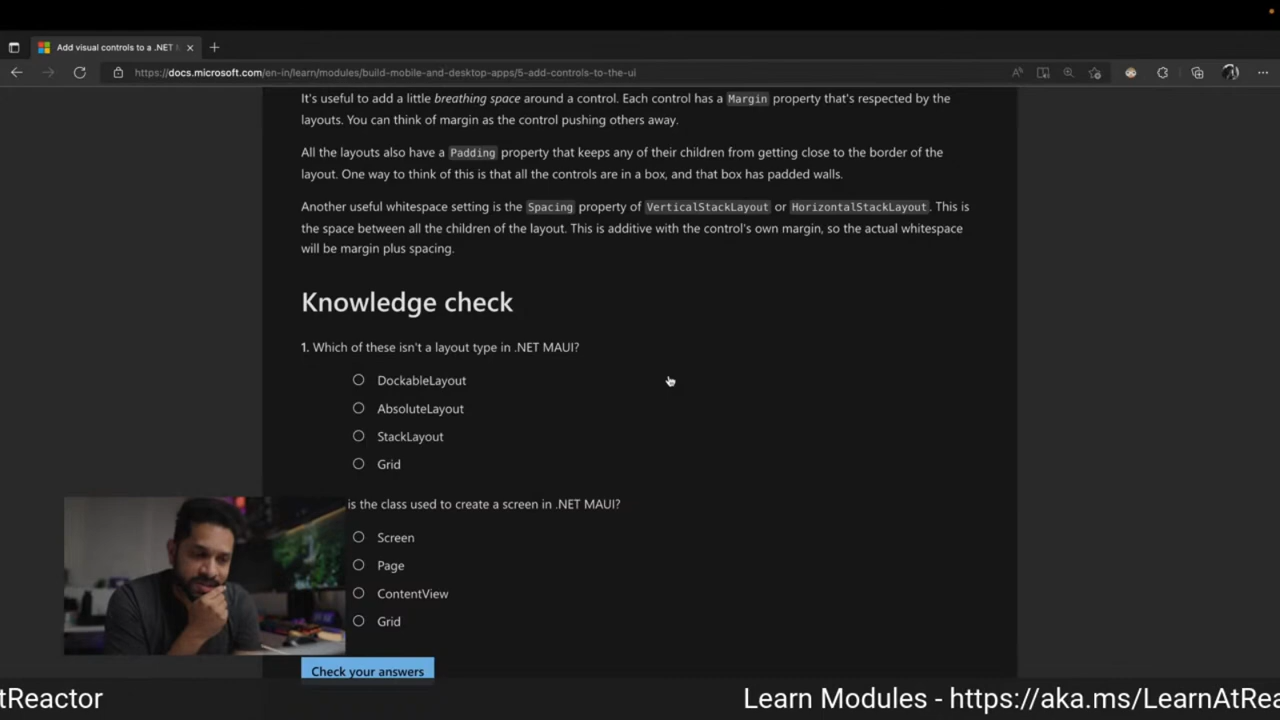 Add visual controls to a .NET
https://docs.microsoft.com/en-in/learn/modules/build-mobile-and-desktop-apps/5-add-controls-to-the-ui
It's useful to add a little breathing space around a control. Each control has a Margin property that's respected by the
layouts. You can think of margin as the control pushing others away.
All the layouts also have a Padding property that keeps any of their children from getting close to the border of the
layout. One way to think of this is that all the controls are in a box, and that box has padded walls.
Another useful whitespace setting is the Spacing property of VerticalStackLayout or HorizontalStackLayout. This is
the space between all the children of the layout. This is additive with the control's own margin, so the actual whitespace
will be margin plus spacing.
Knowledge check
1. Which of these isn't a layout type in .NET MAUI?
DockableLayout
AbsoluteLayout
StackLayout
Grid
is the class used to create a screen in .NET MAUI?
Screen
Page
ContentView
Grid
Check your answers
tReactor Learn Modules - https://aka.ms/LearnAtRea